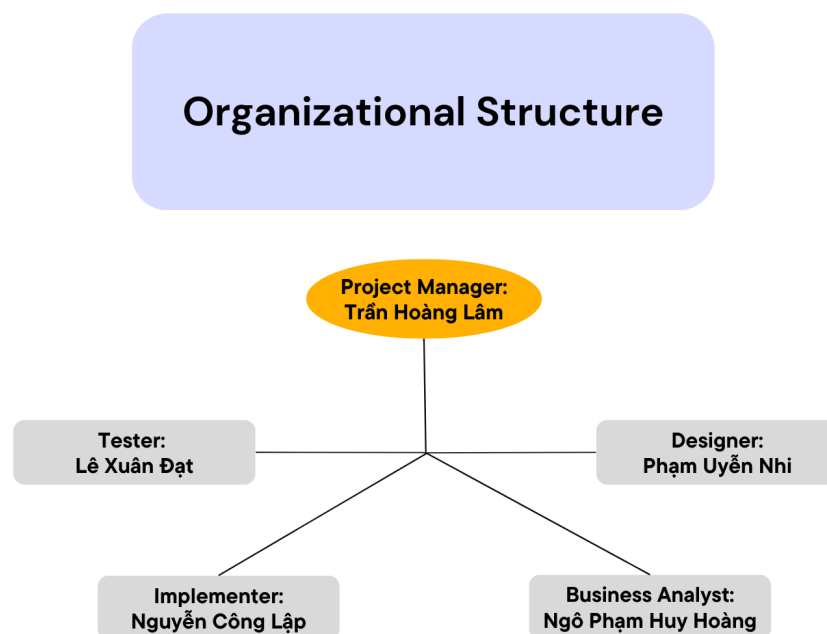 Organizational Structure
Project Manager:
Trần Hoàng Lâm
Tester:
Lê Xuân Đạt
Designer:
Phạm Uyễn Nhi
Implementer:
Nguyễn Công Lập
Business Analyst:
Ngô Phạm Huy Hoàng